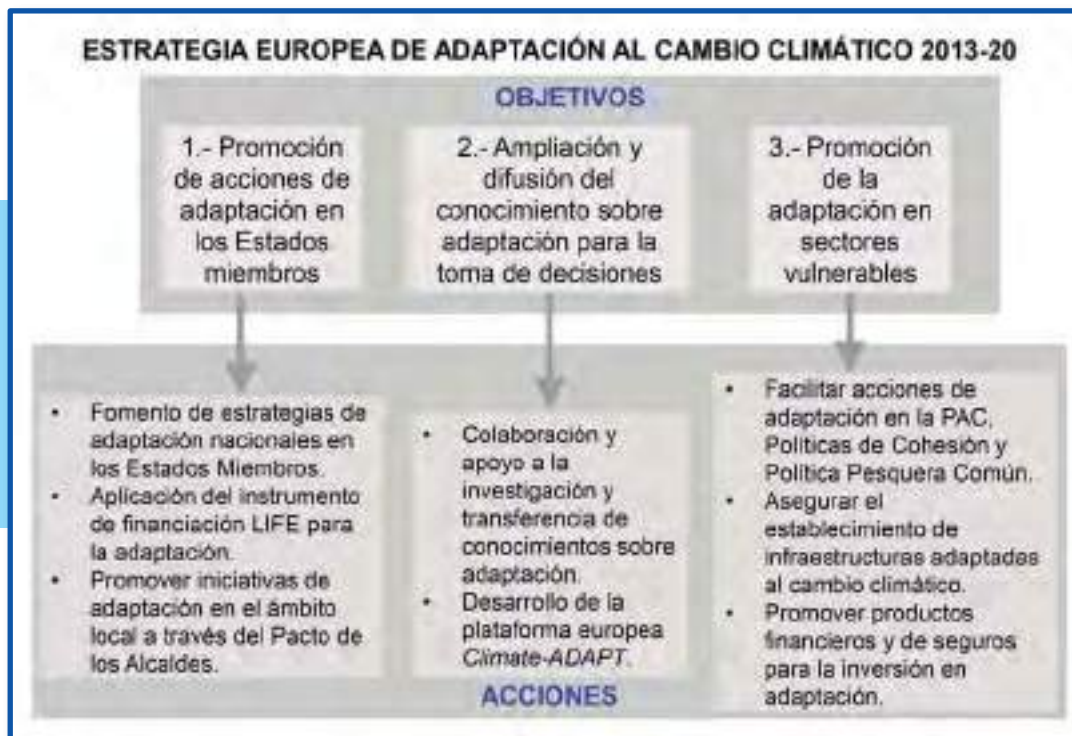 ESTRATEGIA EUROPEA DE ADAPTACIÓN AL CAMBIO CLIMÁTICO 2013-20
OBJETIVOS
1.- Promoción
de acciones de
adaptación en
los Estados
miembros
2.- Ampliación y
difusión del
conocimiento sobre
adaptación para la
toma de decisiones
3.- Promoción
de la
adaptación en
sectores
vulnerables
• Fomento de estrategias de
adaptación nacionales en
los Estados Miembros.
• Aplicación del instrumento
de financiación LIFE para
la adaptación.
• Promover iniciativas de
adaptación en el ámbito
local a través del Pacto de
los Alcaldes.
• Colaboración y
apoyo a la
investigación y
transferencia de
conocimientos sobre
adaptación.
• Desarrollo de la
plataforma europea
Climate-ADAPT.
• Facilitar acciones de
adaptación en la PAC,
Políticas de Cohesión y
Política Pesquera Común.
• Asegurar el
establecimiento de
infraestructuras adaptadas
al cambio climático.
• Promover productos
financieros y de seguros
para la inversión en
adaptación.
ACCIONES